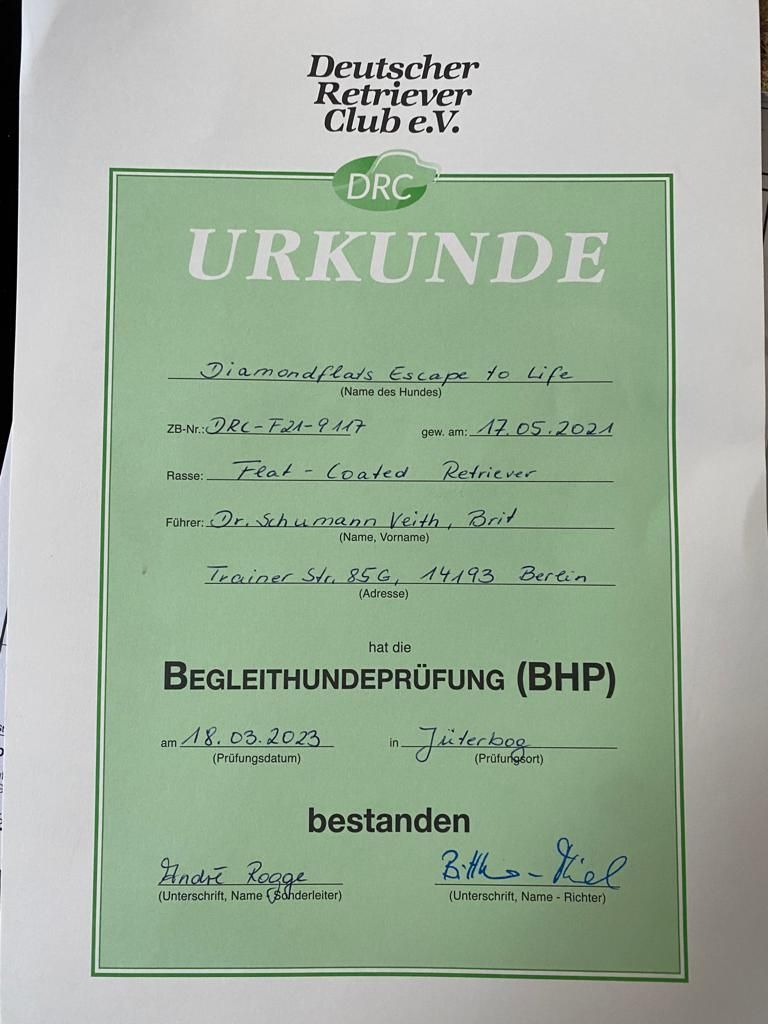 Deutscher
Retriever
Club e.V.
DRC
URKUNDE
Diamondflats Escape to Life
(Name des Hundes)
ZB-Nr.: DRC-F21-9117 gew. am: 17.05.2021
Rasse: Flat-Coated Retriever
Führer: Dr. Schumann Veith, Brit
(Name, Vorname)
Trainer Str. 85G, 14193 Berlin
(Adresse)
hat die
BEGLEITHUNDEPRÜFUNG (BHP)
am 18.03.2023 in Jüterbog
(Prüfungsdatum) (Prüfungsort)
bestanden
André Rogge
(Unterschrift, Name - Sonderleiter) (Unterschrift, Name - Richter)